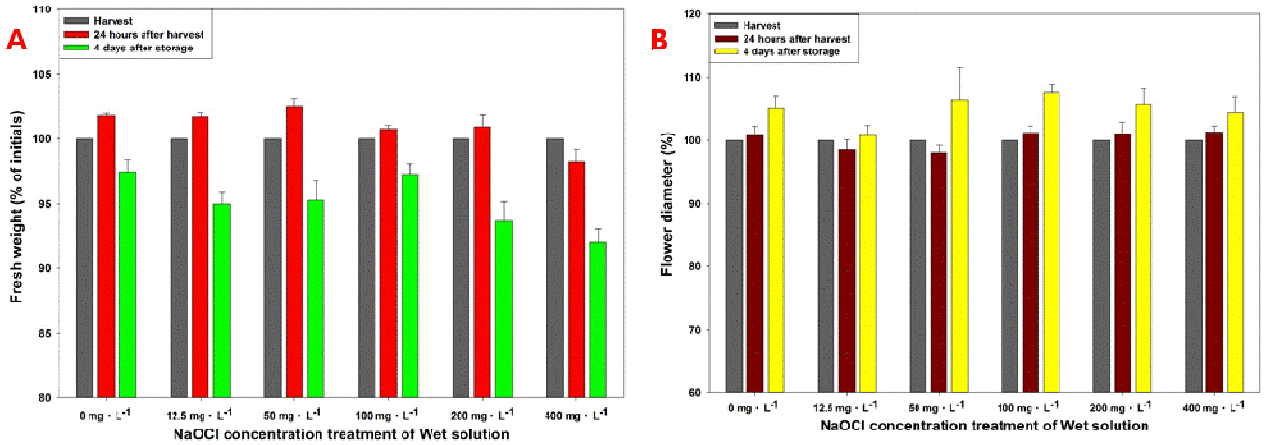 A
Fresh weight (% of initials)
110
105
100
95
90
85
80
Harvest
24 hours after harvest
4 days after storage
0 mg · L-1
12.5 mg · L-1
50 mg · L-1
100 mg · L-1
200 mg · L-1
400 mg · L-1
NaOCl concentration treatment of Wet solution
B
Flower diameter (%)
120
110
100
90
80
70
60
Harvest
24 hours after harvest
4 days after storage
0 mg · L-1
12.5 mg · L-1
50 mg · L-1
100 mg · L-1
200 mg · L-1
400 mg · L-1
NaOCl concentration treatment of Wet solution